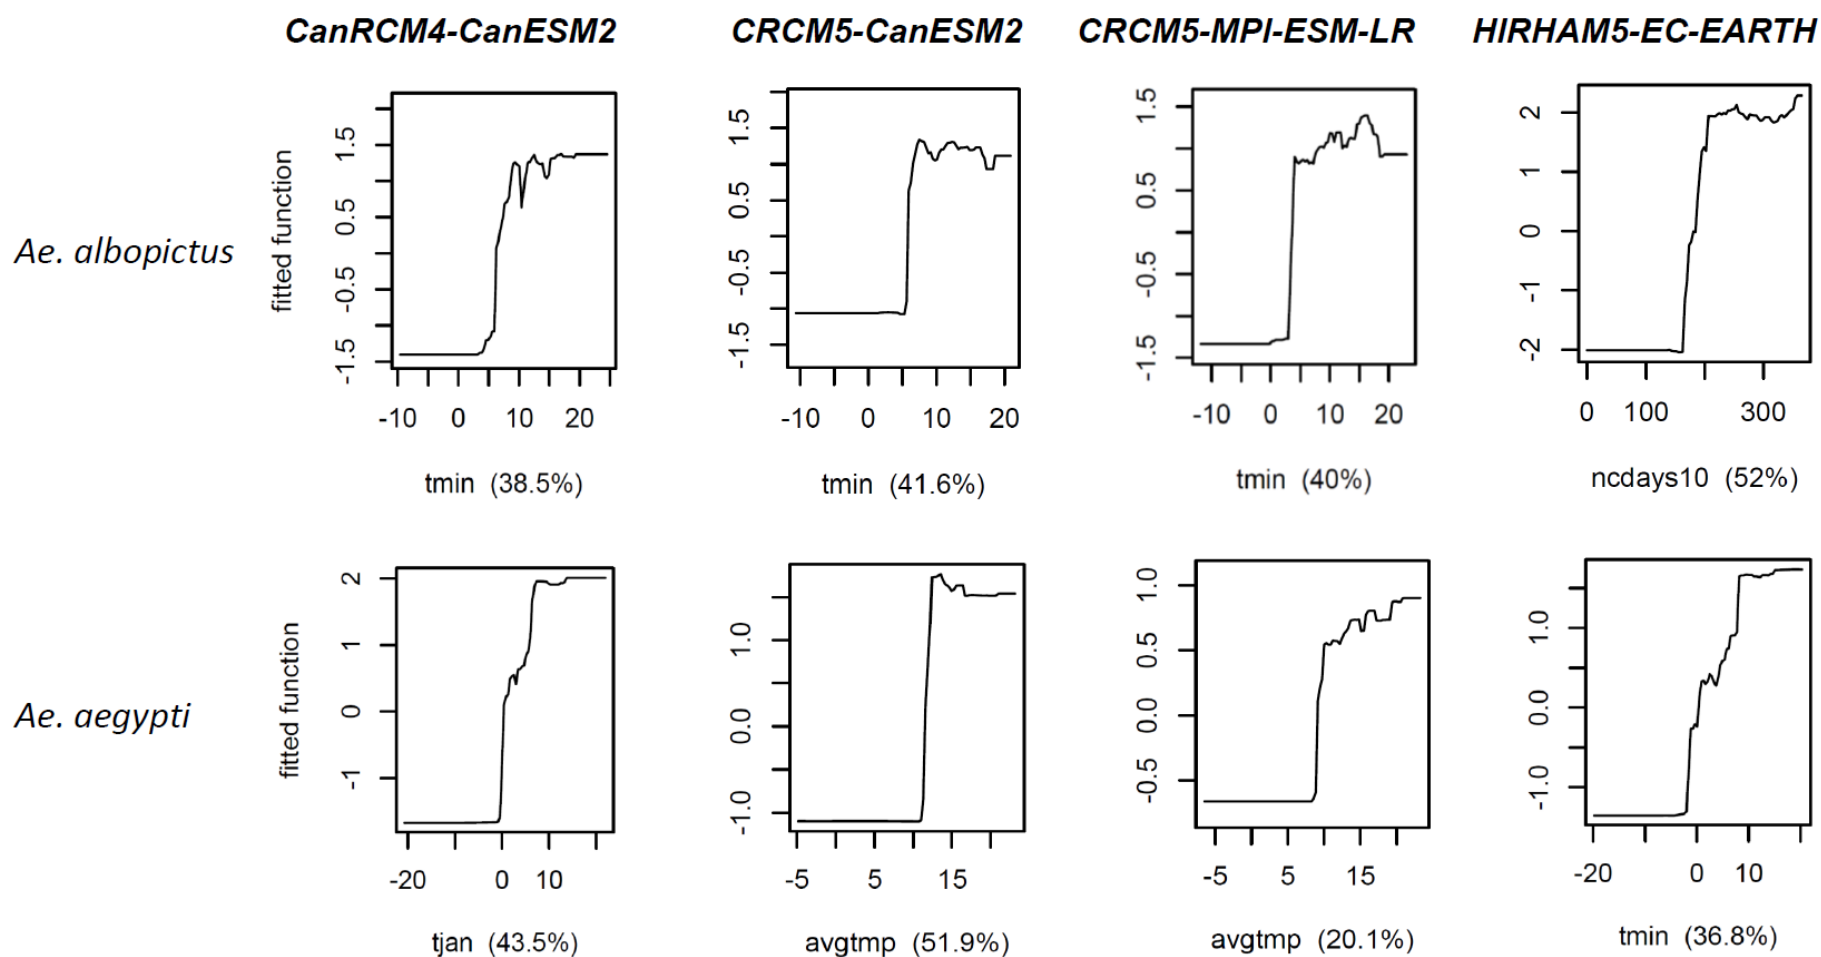 CanRCM4-CanESM2 CRCM5-CanESM2 CRCM5-MPI-ESM-LR HIRHAM5-EC-EARTH
Ae. albopictus
fitted function
-1.5 -0.5 0.5 1.5
-10 0 10 20
tmin (38.5%)
-1.5 -0.5 0.5 1.5
-10 0 10 20
tmin (41.6%)
-1.5 -0.5 0.5 1.5
-10 0 10 20
tmin (40%)
-2 -1 0 1 2
0 100 300
ncdays10 (52%)
Ae. aegypti
fitted function
-1 0 1 2
-20 0 10
tjan (43.5%)
-1.0 0.0 1.0
-5 5 15
avgtmp (51.9%)
-0.5 0.0 0.5 1.0
-5 5 15
avgtmp (20.1%)
-1.0 0.0 1.0
-20 0 10
tmin (36.8%)